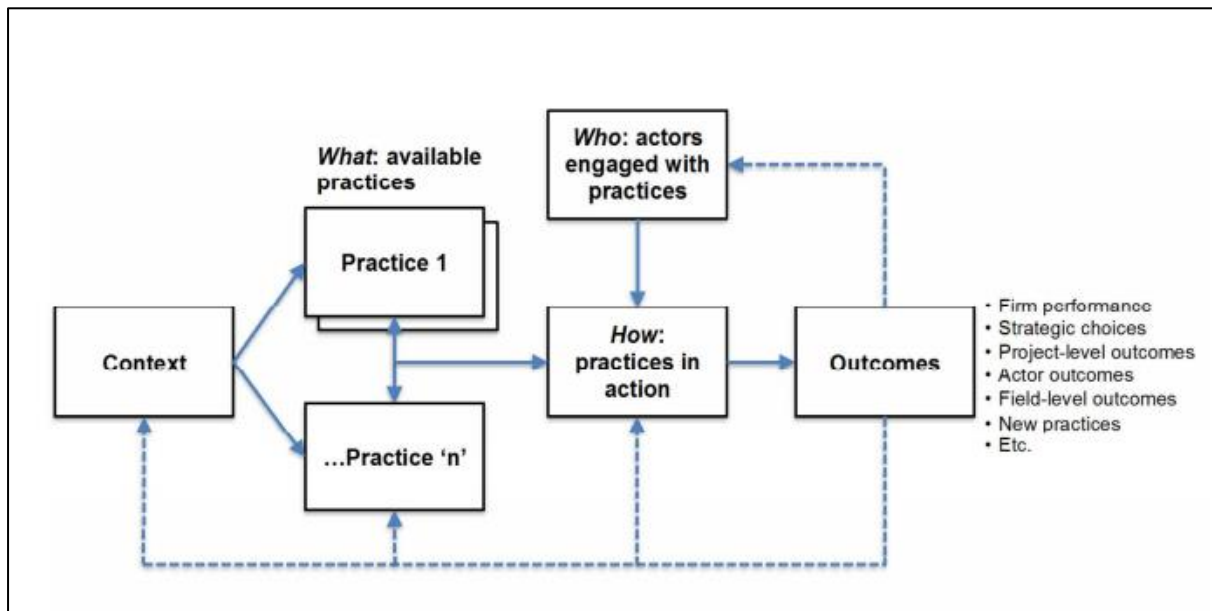 What: available
practices
Practice 1
...Practice ‘n’
Context
Who: actors
engaged with
practices
How:
practices in
action
Outcomes
• Firm performance
• Strategic choices
• Project-level outcomes
• Actor outcomes
• Field-level outcomes
• New practices
• Etc.